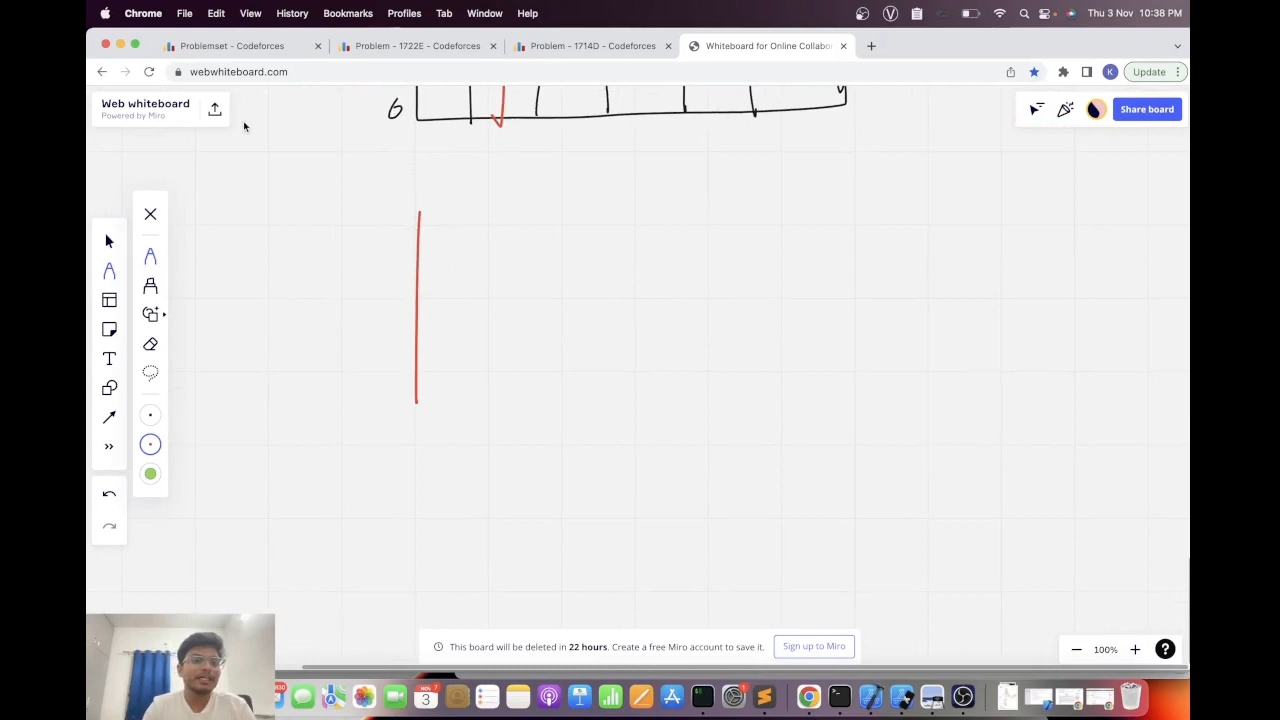 Chrome File Edit View History Bookmarks Profiles Tab Window Help Thu 3 Nov 10:38 PM
Problemset - Codeforces Problem - 1722E - Codeforces Problem - 1714D - Codeforces Whiteboard for Online Collabo
webwhiteboard.com K Update
Web whiteboard
Powered by Miro
Share board
6
T
This board will be deleted in 22 hours. Create a free Miro account to save it. Sign up to Miro
100%
?
NOV
3
1